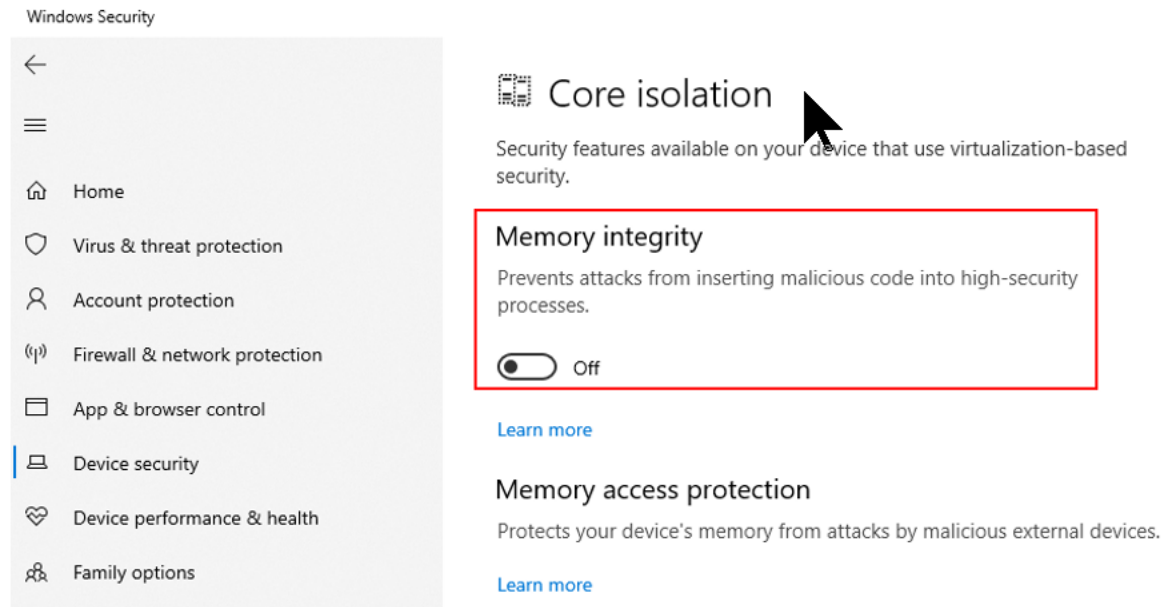 Windows Security
Home
Virus & threat protection
Account protection
Firewall & network protection
App & browser control
Device security
Device performance & health
Family options
Core isolation
Security features available on your device that use virtualization-based
security.
Memory integrity
Prevents attacks from inserting malicious code into high-security
processes.
Off
Learn more
Memory access protection
Protects your device's memory from attacks by malicious external devices.
Learn more